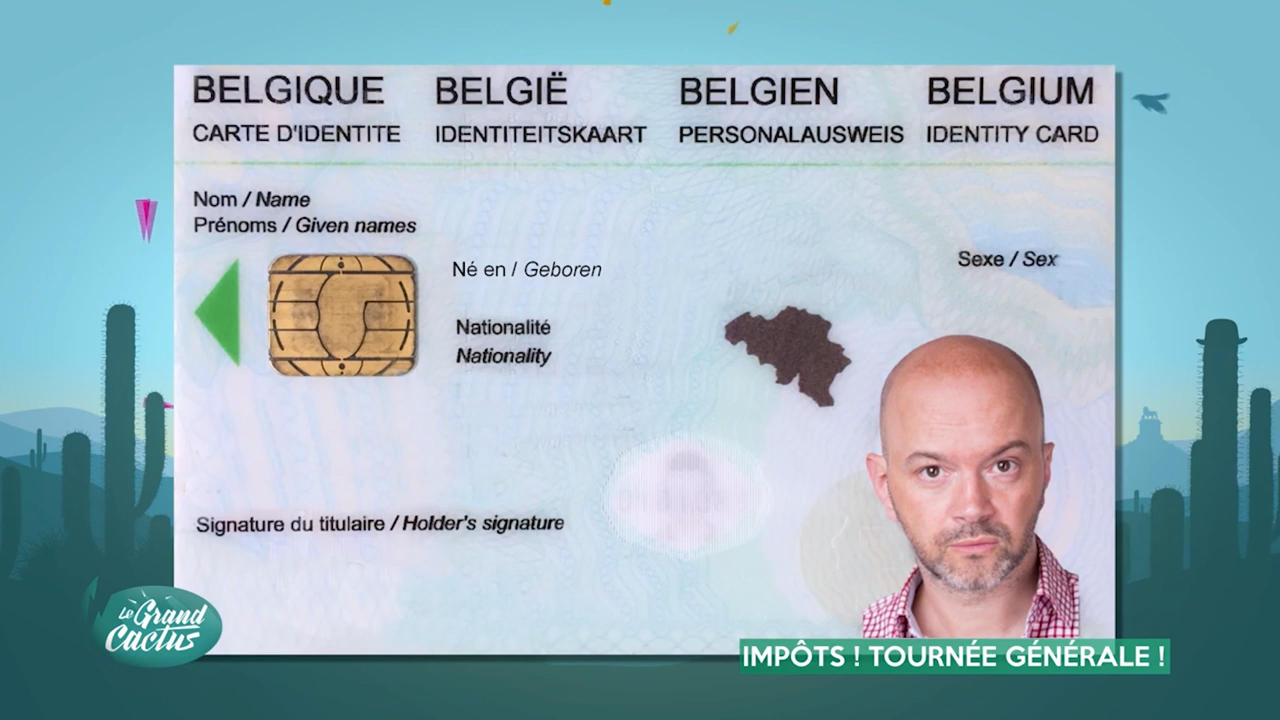 BELGIQUE BELGIË BELGIEN BELGIUM
CARTE D'IDENTITE IDENTITEITSKAART PERSONALAUSWEIS IDENTITY CARD
Nom / Name
Prénoms / Given names
Né en / Geboren
Sexe / Sex
Nationalité
Nationality
Signature du titulaire / Holder's signature
Le Grand
Cactus
IMPÔTS ! TOURNÉE GÉNÉRALE !